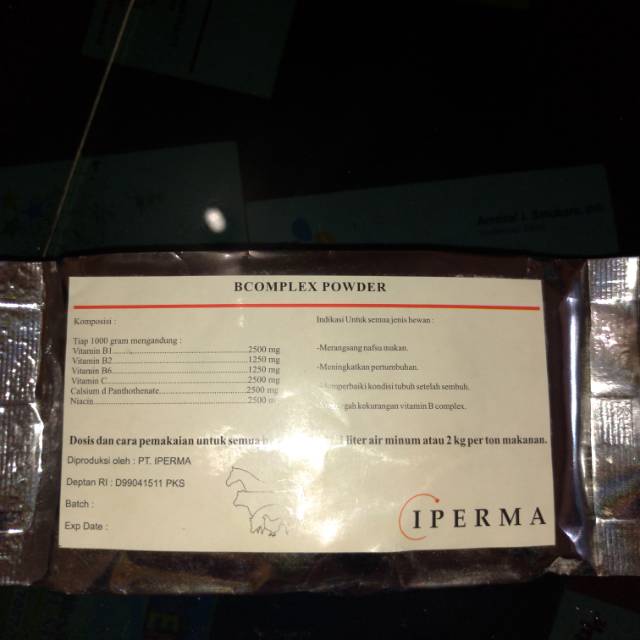 BCOMPLEX POWDER
Komposisi :
Tiap 1000 gram mengandung :
Vitamin B1 2500 mg
Vitamin B2 1250 mg
Vitamin B6 1250 mg
Vitamin C 2500 mg
Calsium d Panthothenate 2500 mg
Niacin 2500
Indikasi Untuk semua jenis hewan :
-Merangsang nafsu makan.
-Meningkatkan pertumbuhan.
kondisi tubuh setelah sembuh.
kekurangan vitamin B complex.
Dosis dan cara pemakaian untuk semua liter air minum atau 2 kg per ton makanan.
Diproduksi oleh : PT. IPERMA
Deptan RI : D99041511 PKS
Batch :
Exp Date :
IPERMA